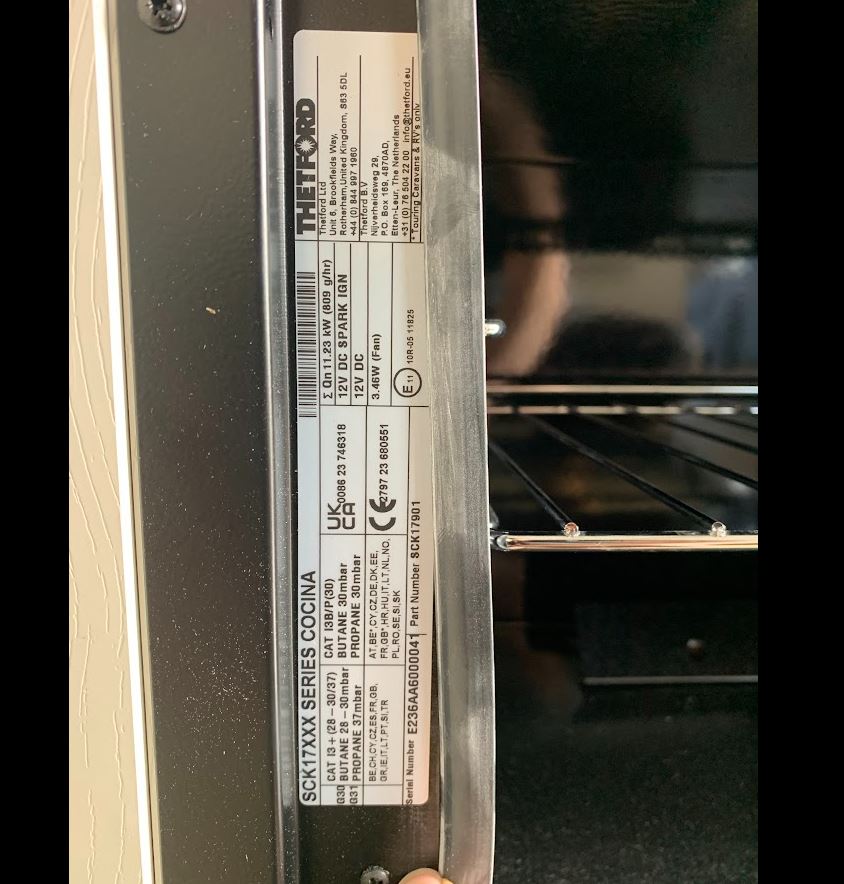 SCK17XXX SERIES COCINA
G30 CAT I3+(28-30/37)
BUTANE 28-30mbar
G31 PROPANE 37mbar
CAT I3B/P(30)
BUTANE 30mbar
PROPANE 30mbar
BE,CH,CY,CZ,ES,FR,GB,
GR,IE,IT,LT,PT,SI,TR
AT,BE*,CY,CZ,DE,DK,EE,
FR,GB*,HR,HU,IT,LT,NL,NO,
PL,RO,SE,SI,SK
UK
CA 0086 23 746318
CE 2797 23 680551
Serial Number E236AA6000041
Part Number SCK17901
Σ Qn 11.23 kW (809 g/hr)
12V DC SPARK IGN
12V DC
3.46W (Fan)
E11 10R-05 11825
THETFORD
Thetford Ltd
Unit 6, Brookfields Way,
Rotherham,United Kingdom, S63 5DL
+44 (0) 844 997 1960
Thetford B.V
Nijverheidsweg 29,
P.O. Box 169, 4870AD,
Etten-Leur, The Netherlands
+31 (0) 76 504 22 00 info@thetford.eu
* Touring Caravans & RV's only